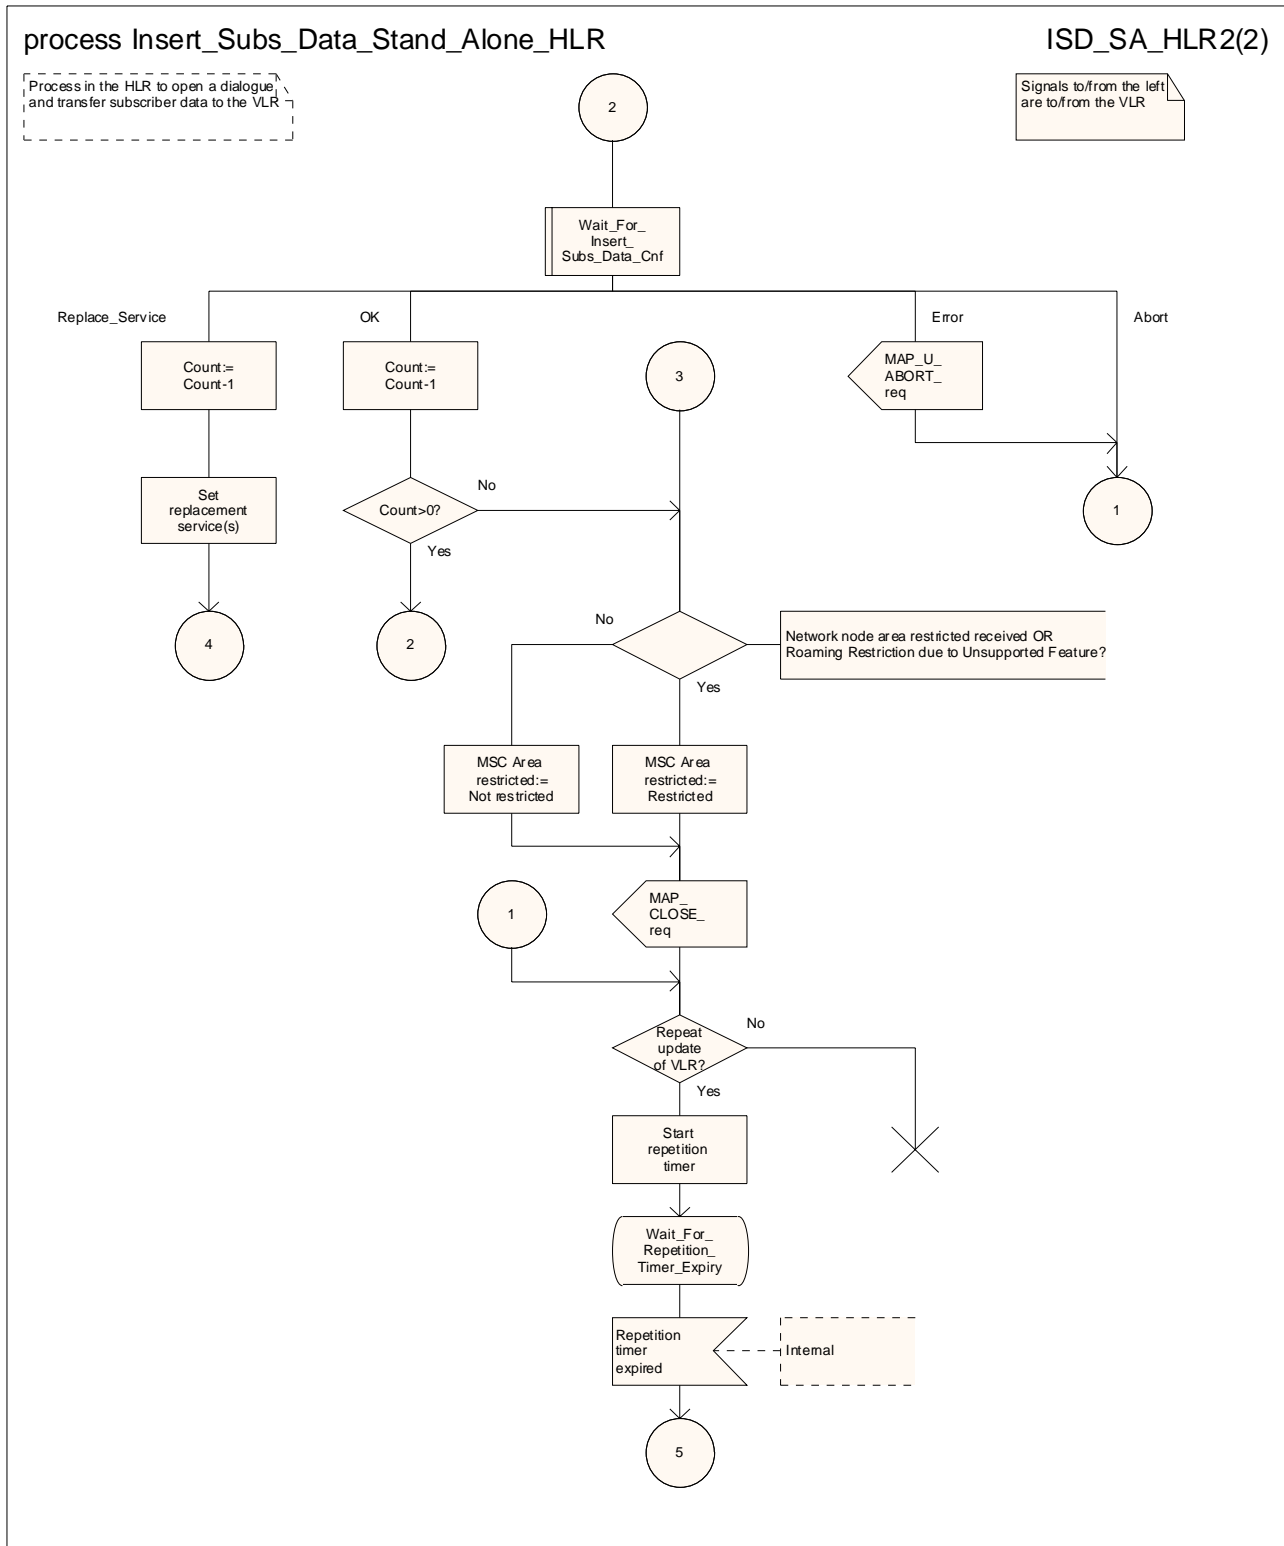 process Insert_Subs_Data_Stand_Alone_HLR
ISD_SA_HLR2(2)
Process in the HLR to open a dialogue
and transfer subscriber data to the VLR
2
Signals to/from the left
are to/from the VLR
Wait_For_
Insert_
Subs_Data_Cnf
Replace_Service
OK
Error
Abort
Count:=
Count-1
Count:=
Count-1
3
MAP_U_
ABORT_
req
Set
replacement
service(s)
Count>0?
No
Yes
1
4
2
No
Yes
Network node area restricted received OR
Roaming Restriction due to Unsupported Feature?
MSC Area
restricted:=
Not restricted
MSC Area
restricted:=
Restricted
1
MAP_
CLOSE_
req
Repeat
update
of VLR?
No
Yes
Start
repetition
timer
Wait_For_
Repetition_
Timer_Expiry
Repetition
timer
expired
Internal
5